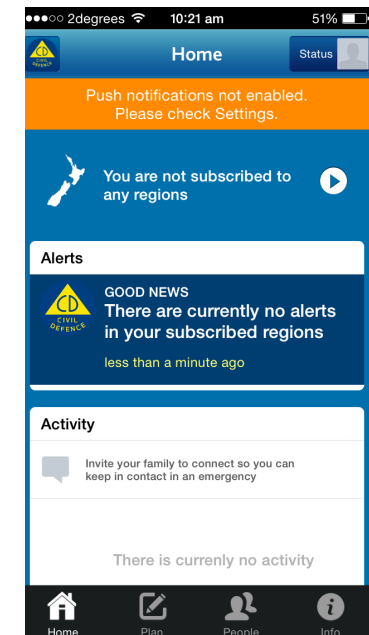 2degrees 10:21 am 51%
CD
CIVIL
DEFENCE
Home
Status
Push notifications not enabled.
Please check Settings.
You are not subscribed to
any regions
Alerts
CD
CIVIL
DEFENCE
GOOD NEWS
There are currently no alerts
in your subscribed regions
less than a minute ago
Activity
Invite your family to connect so you can
keep in contact in an emergency
There is currenly no activity
Home Plan People Info